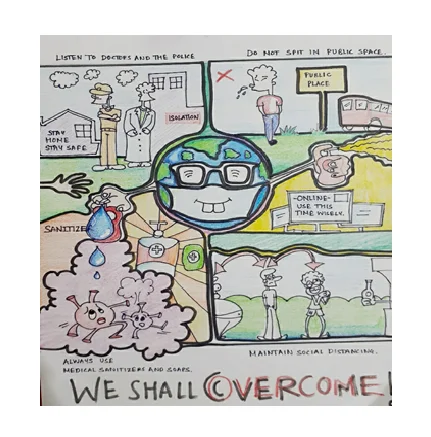 LISTEN TO DOCTORS AND THE POLICE
DO NOT SPIT IN PUBLIC SPACE.
PUBLIC
PLACE
ISOLATION
STAY
HOME
STAY SAFE
-ONLINE-
USE THIS
TIME WISELY.
SANITIZE
ALWAYS USE
MEDICAL SANITIZERS AND SOAPS.
MAINTAIN SOCIAL DISTANCING.
WE SHALL OVERCOME!